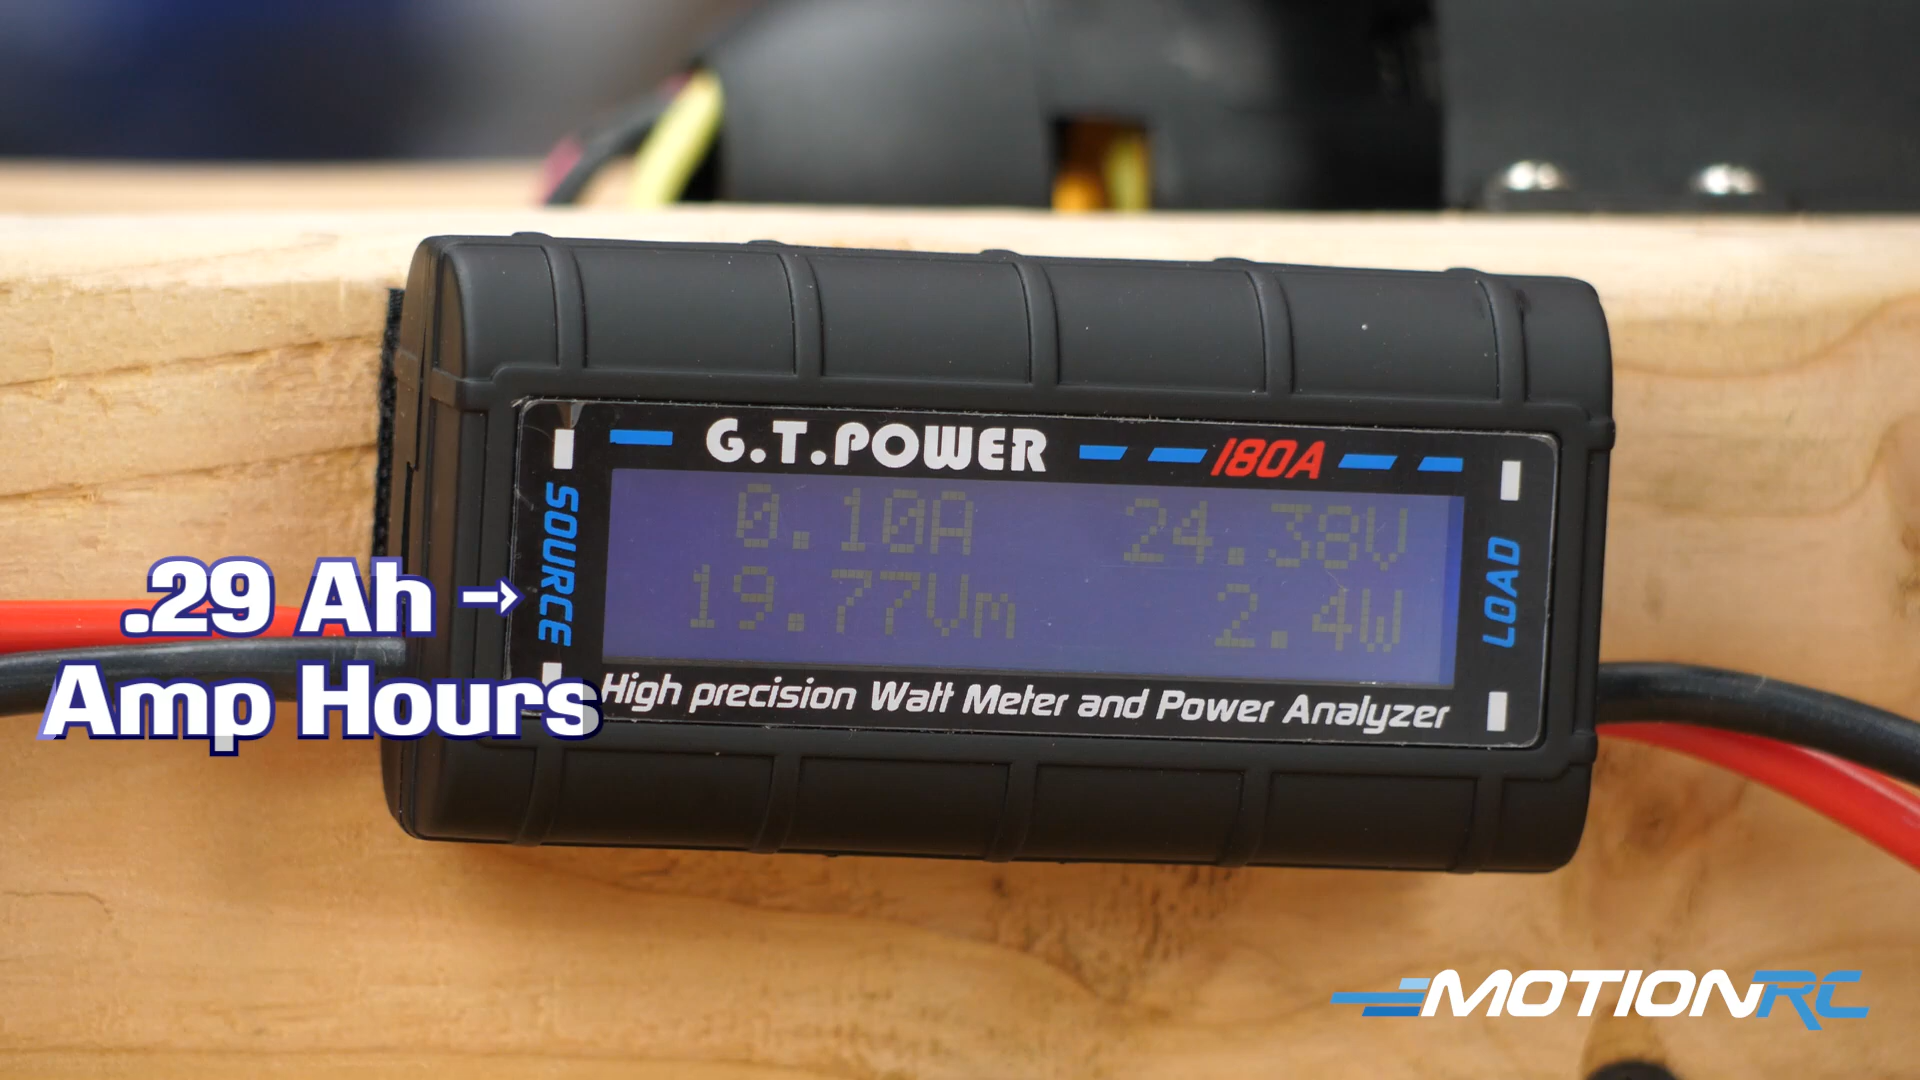 G.T.POWER 180A
SOURCE
0.10A 24.38V
19.77Vm 2.4W
LOAD
High precision Watt Meter and Power Analyzer
.29 Ah →
Amp Hours
MOTIONRC